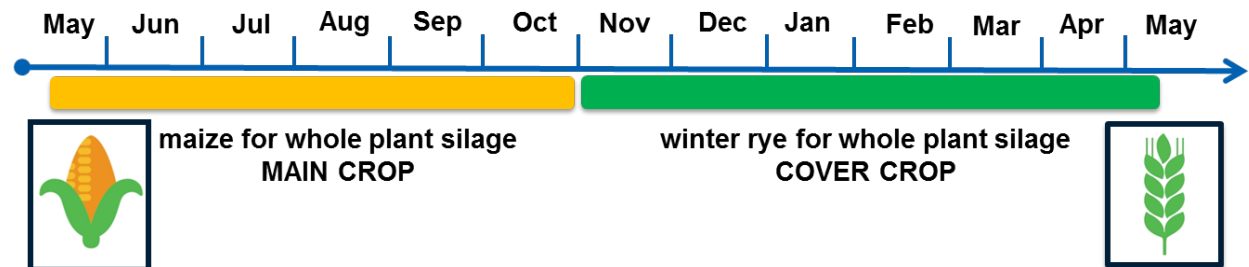 May Jun Jul Aug Sep Oct Nov Dec Jan Feb Mar Apr May
maize for whole plant silage
MAIN CROP
winter rye for whole plant silage
COVER CROP